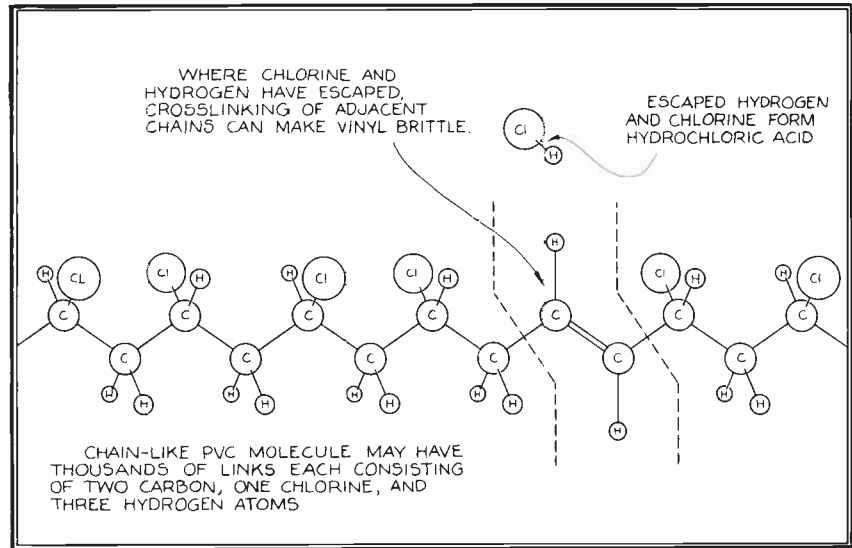 WHERE CHLORINE AND
HYDROGEN HAVE ESCAPED,
CROSSLINKING OF ADJACENT
CHAINS CAN MAKE VINYL BRITTLE.
ESCAPED HYDROGEN
AND CHLORINE FORM
HYDROCHLORIC ACID
Cl
H
H
H CL Cl H H Cl Cl H Cl H H Cl
C C C C C C C
C C C C C C
H H H H H H H H H H
H
CHAIN-LIKE PVC MOLECULE MAY HAVE
THOUSANDS OF LINKS EACH CONSISTING
OF TWO CARBON, ONE CHLORINE, AND
THREE HYDROGEN ATOMS